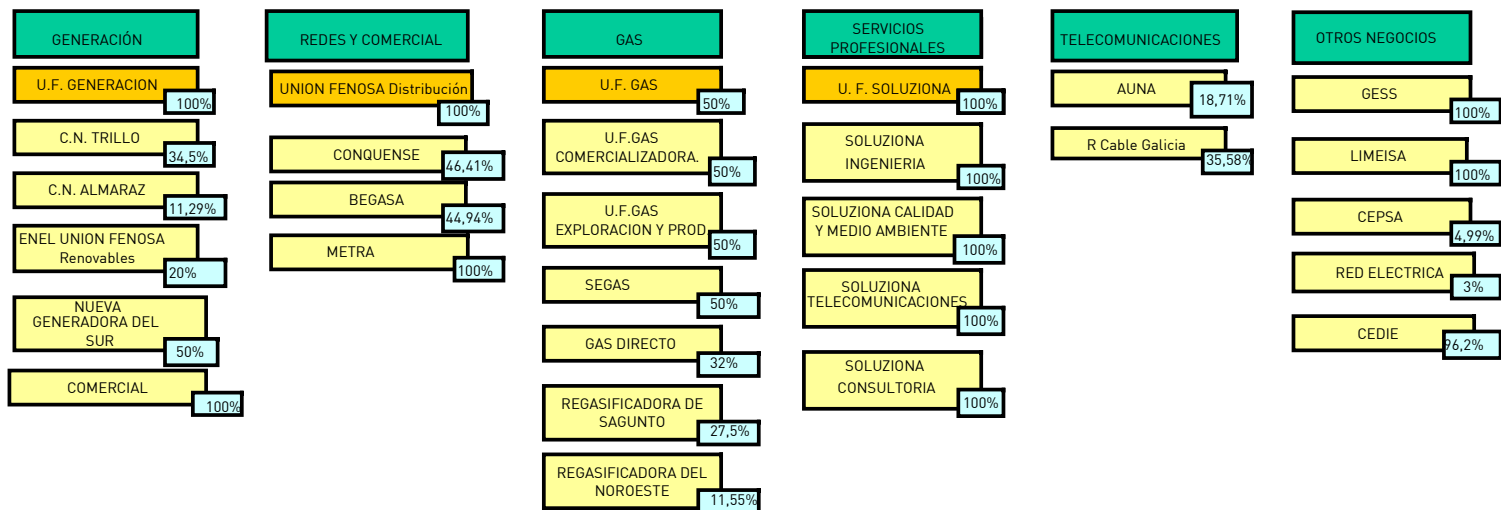 GENERACIÓN
U.F. GENERACION
100%
C.N. TRILLO
34,5%
C.N. ALMARAZ
11,29%
ENEL UNION FENOSA
Renovables
20%
NUEVA
GENERADORA DEL
SUR
50%
COMERCIAL
100%
REDES Y COMERCIAL
UNION FENOSA Distribución
100%
CONQUENSE
46,41%
BEGASA
44,94%
METRA
100%
GAS
U.F. GAS
50%
U.F.GAS
COMERCIALIZADORA.
50%
U.F.GAS
EXPLORACION Y PROD
50%
SEGAS
50%
GAS DIRECTO
32%
REGASIFICADORA DE
SAGUNTO
27,5%
REGASIFICADORA DEL
NOROESTE
11,55%
SERVICIOS
PROFESIONALES
U. F. SOLUZIONA
100%
SOLUZIONA
INGENIERIA
100%
SOLUZIONA CALIDAD
Y MEDIO AMBIENTE
100%
SOLUZIONA
TELECOMUNICACIONES
100%
SOLUZIONA
CONSULTORIA
100%
TELECOMUNICACIONES
AUNA
18,71%
R Cable Galicia
35,58%
OTROS NEGOCIOS
GESS
100%
LIMEISA
100%
CEPSA
4,99%
RED ELECTRICA
3%
CEDIE
96,2%